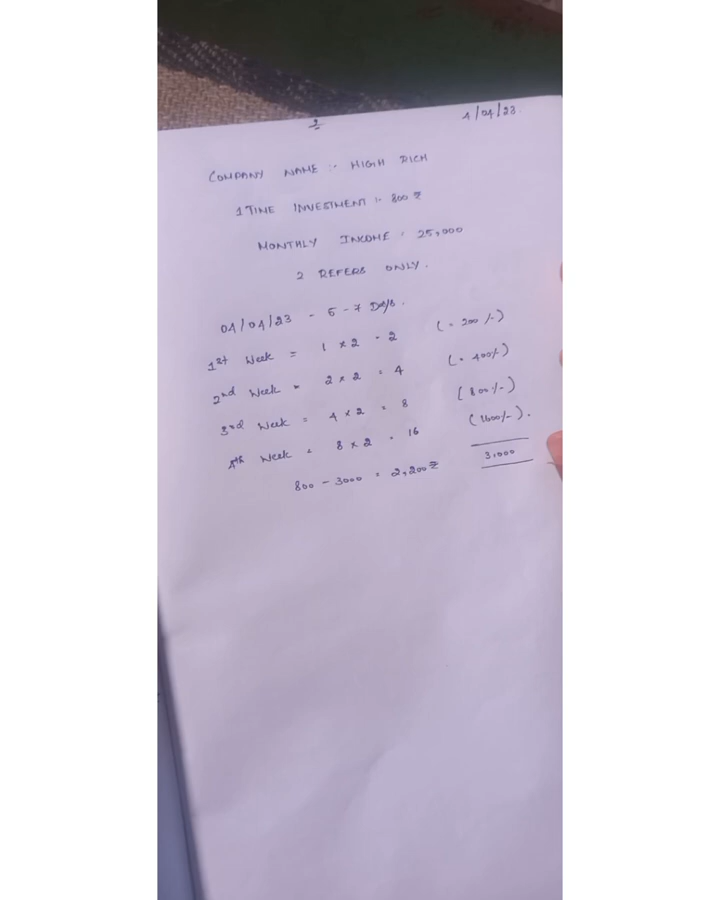 2
1/04/23.
COMPANY NAME :- HIGH RICH
1 TIME INVESTMENT :- 800 ₹
MONTHLY INCOME : 25,000
2 REFERS ONLY.
01/04/23 - 5-7 Days.
1st Week = 1 x 2 = 2 (= 200/-)
2nd Week = 2 x 2 = 4 (= 400/-)
3rd Week = 4 x 2 = 8 (800/-)
4th Week = 8 x 2 = 16 (1600/-).
800 - 3000 = 2,200₹ 3,000